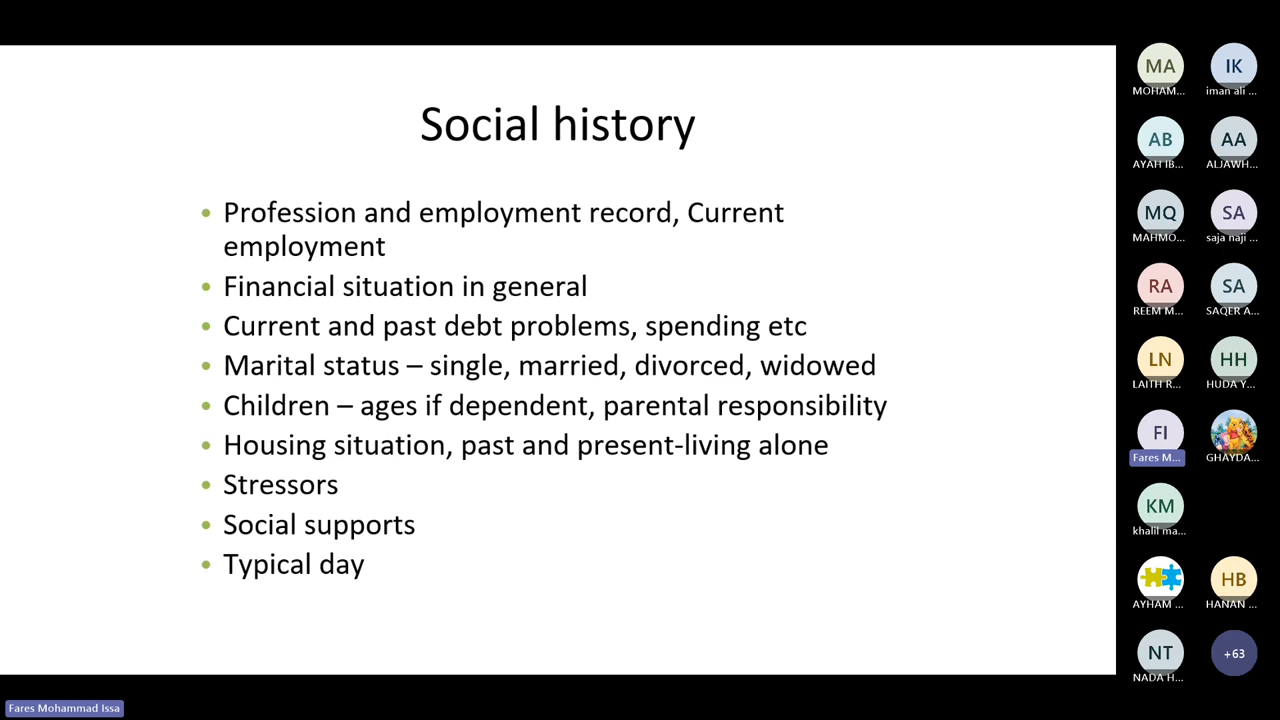 Social history
• Profession and employment record, Current
employment
• Financial situation in general
• Current and past debt problems, spending etc
• Marital status – single, married, divorced, widowed
• Children – ages if dependent, parental responsibility
• Housing situation, past and present-living alone
• Stressors
• Social supports
• Typical day
MA
MOHAM...
IK
iman ali ...
AB
AYAH IB...
AA
ALJAWH...
MQ
MAHMO...
SA
saja naji ...
RA
REEM M...
SA
SAQER A...
LN
LAITH R...
HH
HUDA Y...
FI
Fares M...
GHAYDA...
KM
khalil ma...
AYHAM ...
HB
HANAN ...
NT
NADA H...
+63
Fares Mohammad Issa